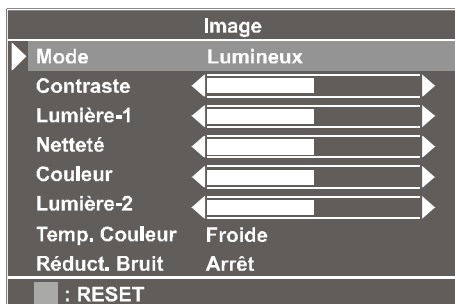 Image
Mode Lumineux
Contraste
Lumière-1
Netteté
Couleur
Lumière-2
Temp. Couleur Froide
Réduct. Bruit Arrêt
: RESET